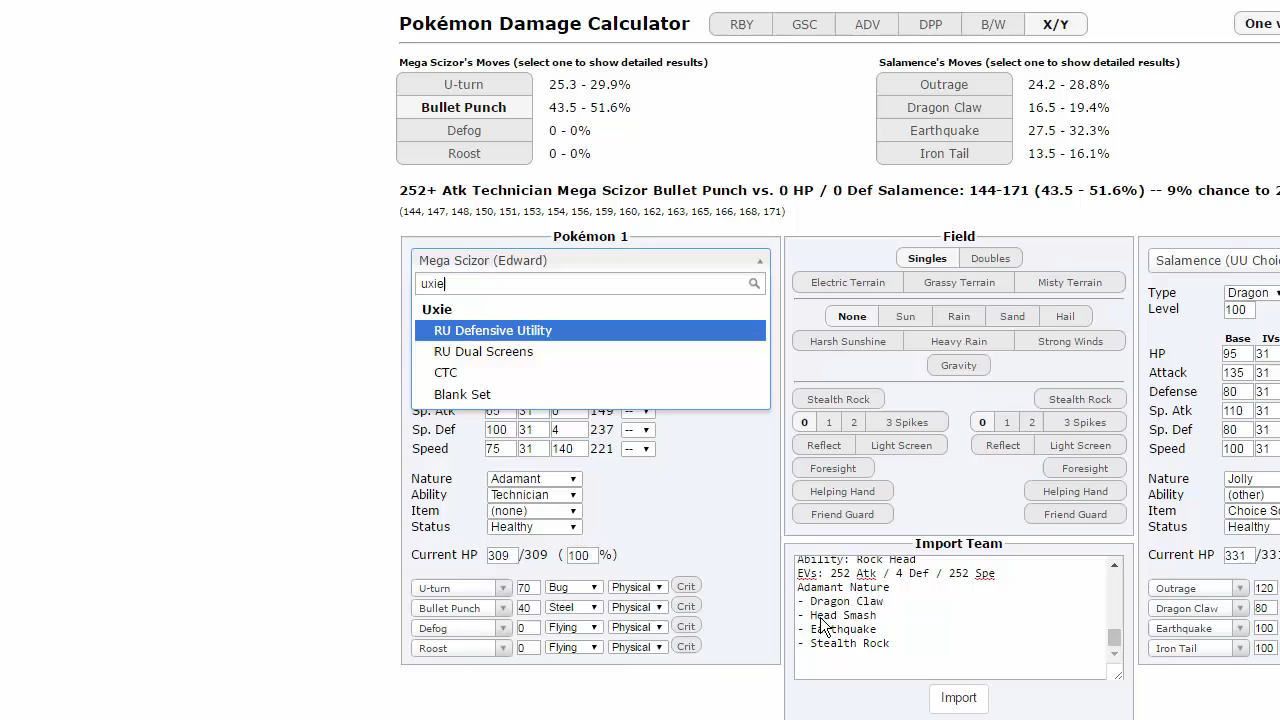 Pokémon Damage Calculator RBY GSC ADV DPP B/W X/Y One v
Mega Scizor's Moves (select one to show detailed results) Salamence's Moves (select one to show detailed results)
U-turn 25.3 - 29.9% Outrage 24.2 - 28.8%
Bullet Punch 43.5 - 51.6% Dragon Claw 16.5 - 19.4%
Defog 0 - 0% Earthquake 27.5 - 32.3%
Roost 0 - 0% Iron Tail 13.5 - 16.1%
252+ Atk Technician Mega Scizor Bullet Punch vs. 0 HP / 0 Def Salamence: 144-171 (43.5 - 51.6%) -- 9% chance to 2
(144, 147, 148, 150, 151, 153, 154, 156, 159, 160, 162, 163, 165, 166, 168, 171)
Pokémon 1
Mega Scizor (Edward)
uxie
Uxie
RU Defensive Utility
RU Dual Screens
CTC
Blank Set
Sp. Atk 65 31 0 149 --
Sp. Def 100 31 4 237 --
Speed 75 31 140 221 --
Nature Adamant
Ability Technician
Item (none)
Status Healthy
Current HP 309 /309 ( 100 %)
U-turn 70 Bug Physical Crit
Bullet Punch 40 Steel Physical Crit
Defog 0 Flying Physical Crit
Roost 0 Flying Physical Crit
Field
Singles Doubles
Electric Terrain Grassy Terrain Misty Terrain
None Sun Rain Sand Hail
Harsh Sunshine Heavy Rain Strong Winds
Gravity
Stealth Rock Stealth Rock
0 1 2 3 Spikes 0 1 2 3 Spikes
Reflect Light Screen Reflect Light Screen
Foresight Foresight
Helping Hand Helping Hand
Friend Guard Friend Guard
Import Team
Ability: Rock Head
EVs: 252 Atk / 4 Def / 252 Spe
Adamant Nature
- Dragon Claw
- Head Smash
- Earthquake
- Stealth Rock
Import
Salamence (UU Choic
Type Dragon
Level 100
Base IVs
HP 95 31
Attack 135 31
Defense 80 31
Sp. Atk 110 31
Sp. Def 80 31
Speed 100 31
Nature Jolly
Ability (other)
Item Choice S
Status Healthy
Current HP 331 /331
Outrage 120
Dragon Claw 80
Earthquake 100
Iron Tail 100